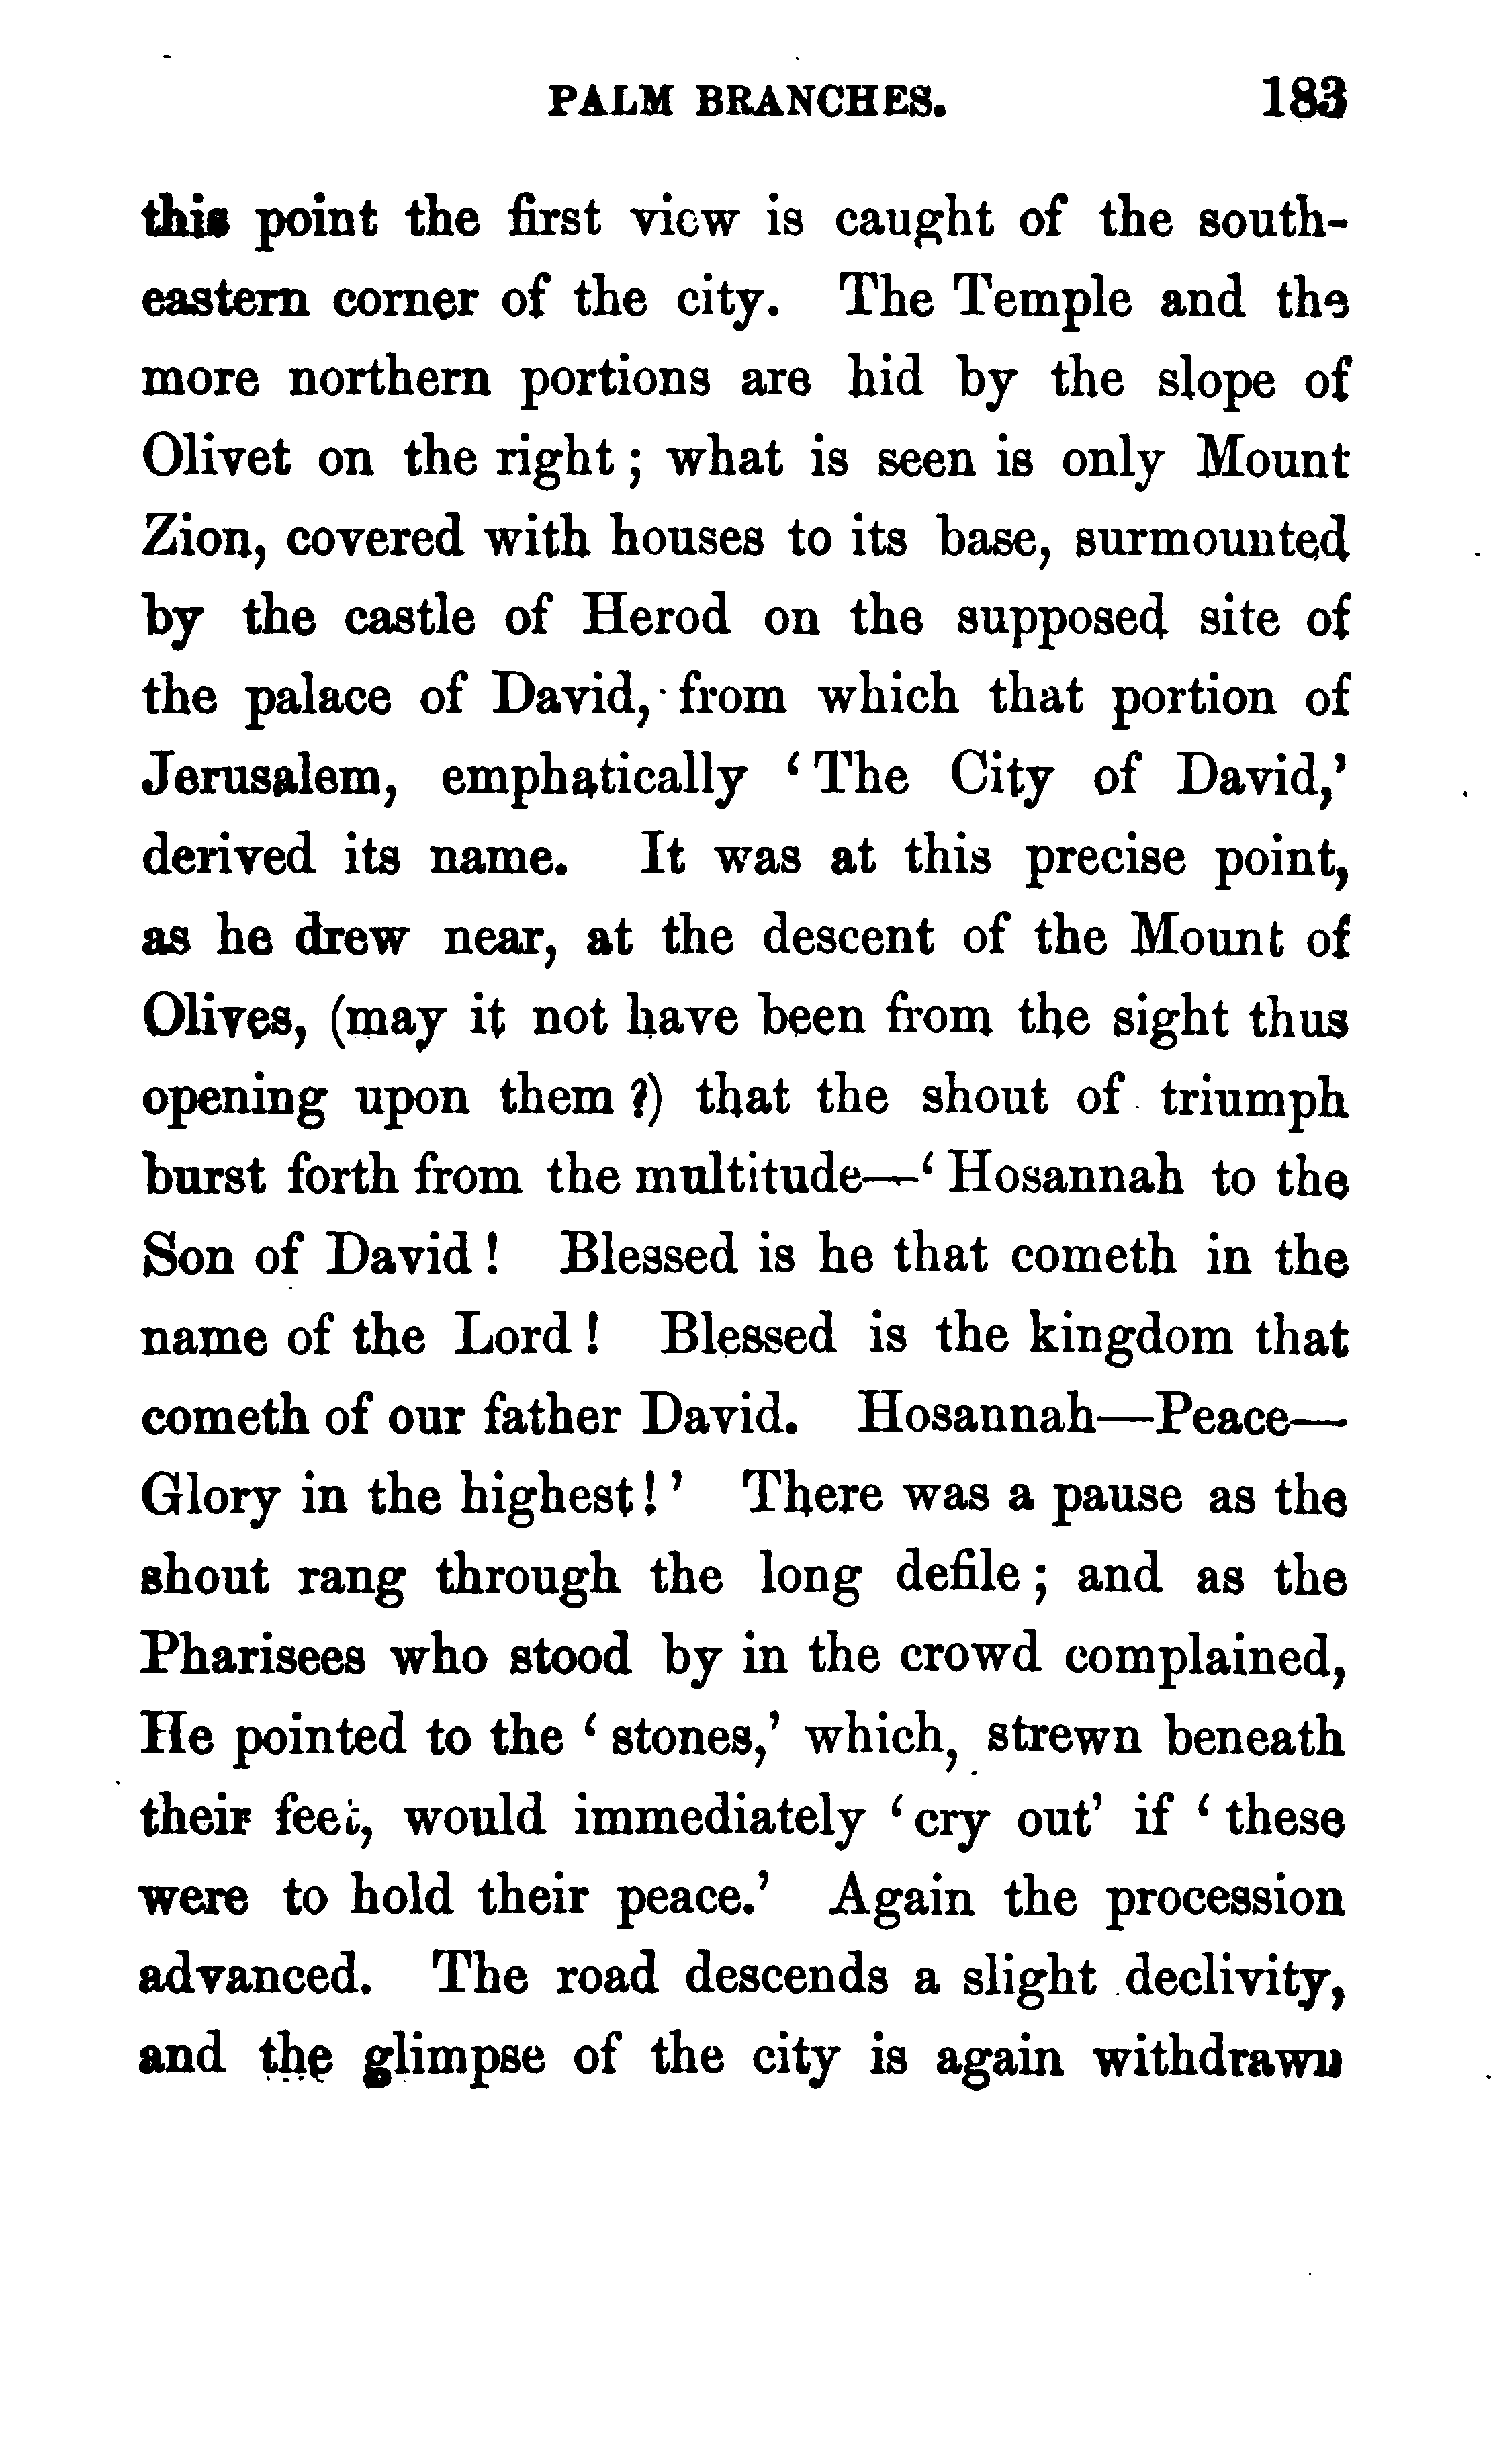 PALM BRANCHES. 183
this point the first view is caught of the south-
eastern corner of the city. The Temple and the
more northern portions are hid by the slope of
Olivet on the right ; what is seen is only Mount
Zion, covered with houses to its base, surmounted
by the castle of Herod on the supposed site of
the palace of David, from which that portion of
Jerusalem, emphatically ‘ The City of David,’
derived its name. It was at this precise point,
as he drew near, at the descent of the Mount of
Olives, (may it not have been from the sight thus
opening upon them ?) that the shout of triumph
burst forth from the multitude—‘ Hosannah to the
Son of David ! Blessed is he that cometh in the
name of the Lord ! Blessed is the kingdom that
cometh of our father David. Hosannah—Peace—
Glory in the highest ! ’ There was a pause as the
shout rang through the long defile ; and as the
Pharisees who stood by in the crowd complained,
He pointed to the ‘ stones,’ which, strewn beneath
their feet, would immediately ‘ cry out’ if ‘ these
were to hold their peace.’ Again the procession
advanced. The road descends a slight declivity,
and the glimpse of the city is again withdrawn